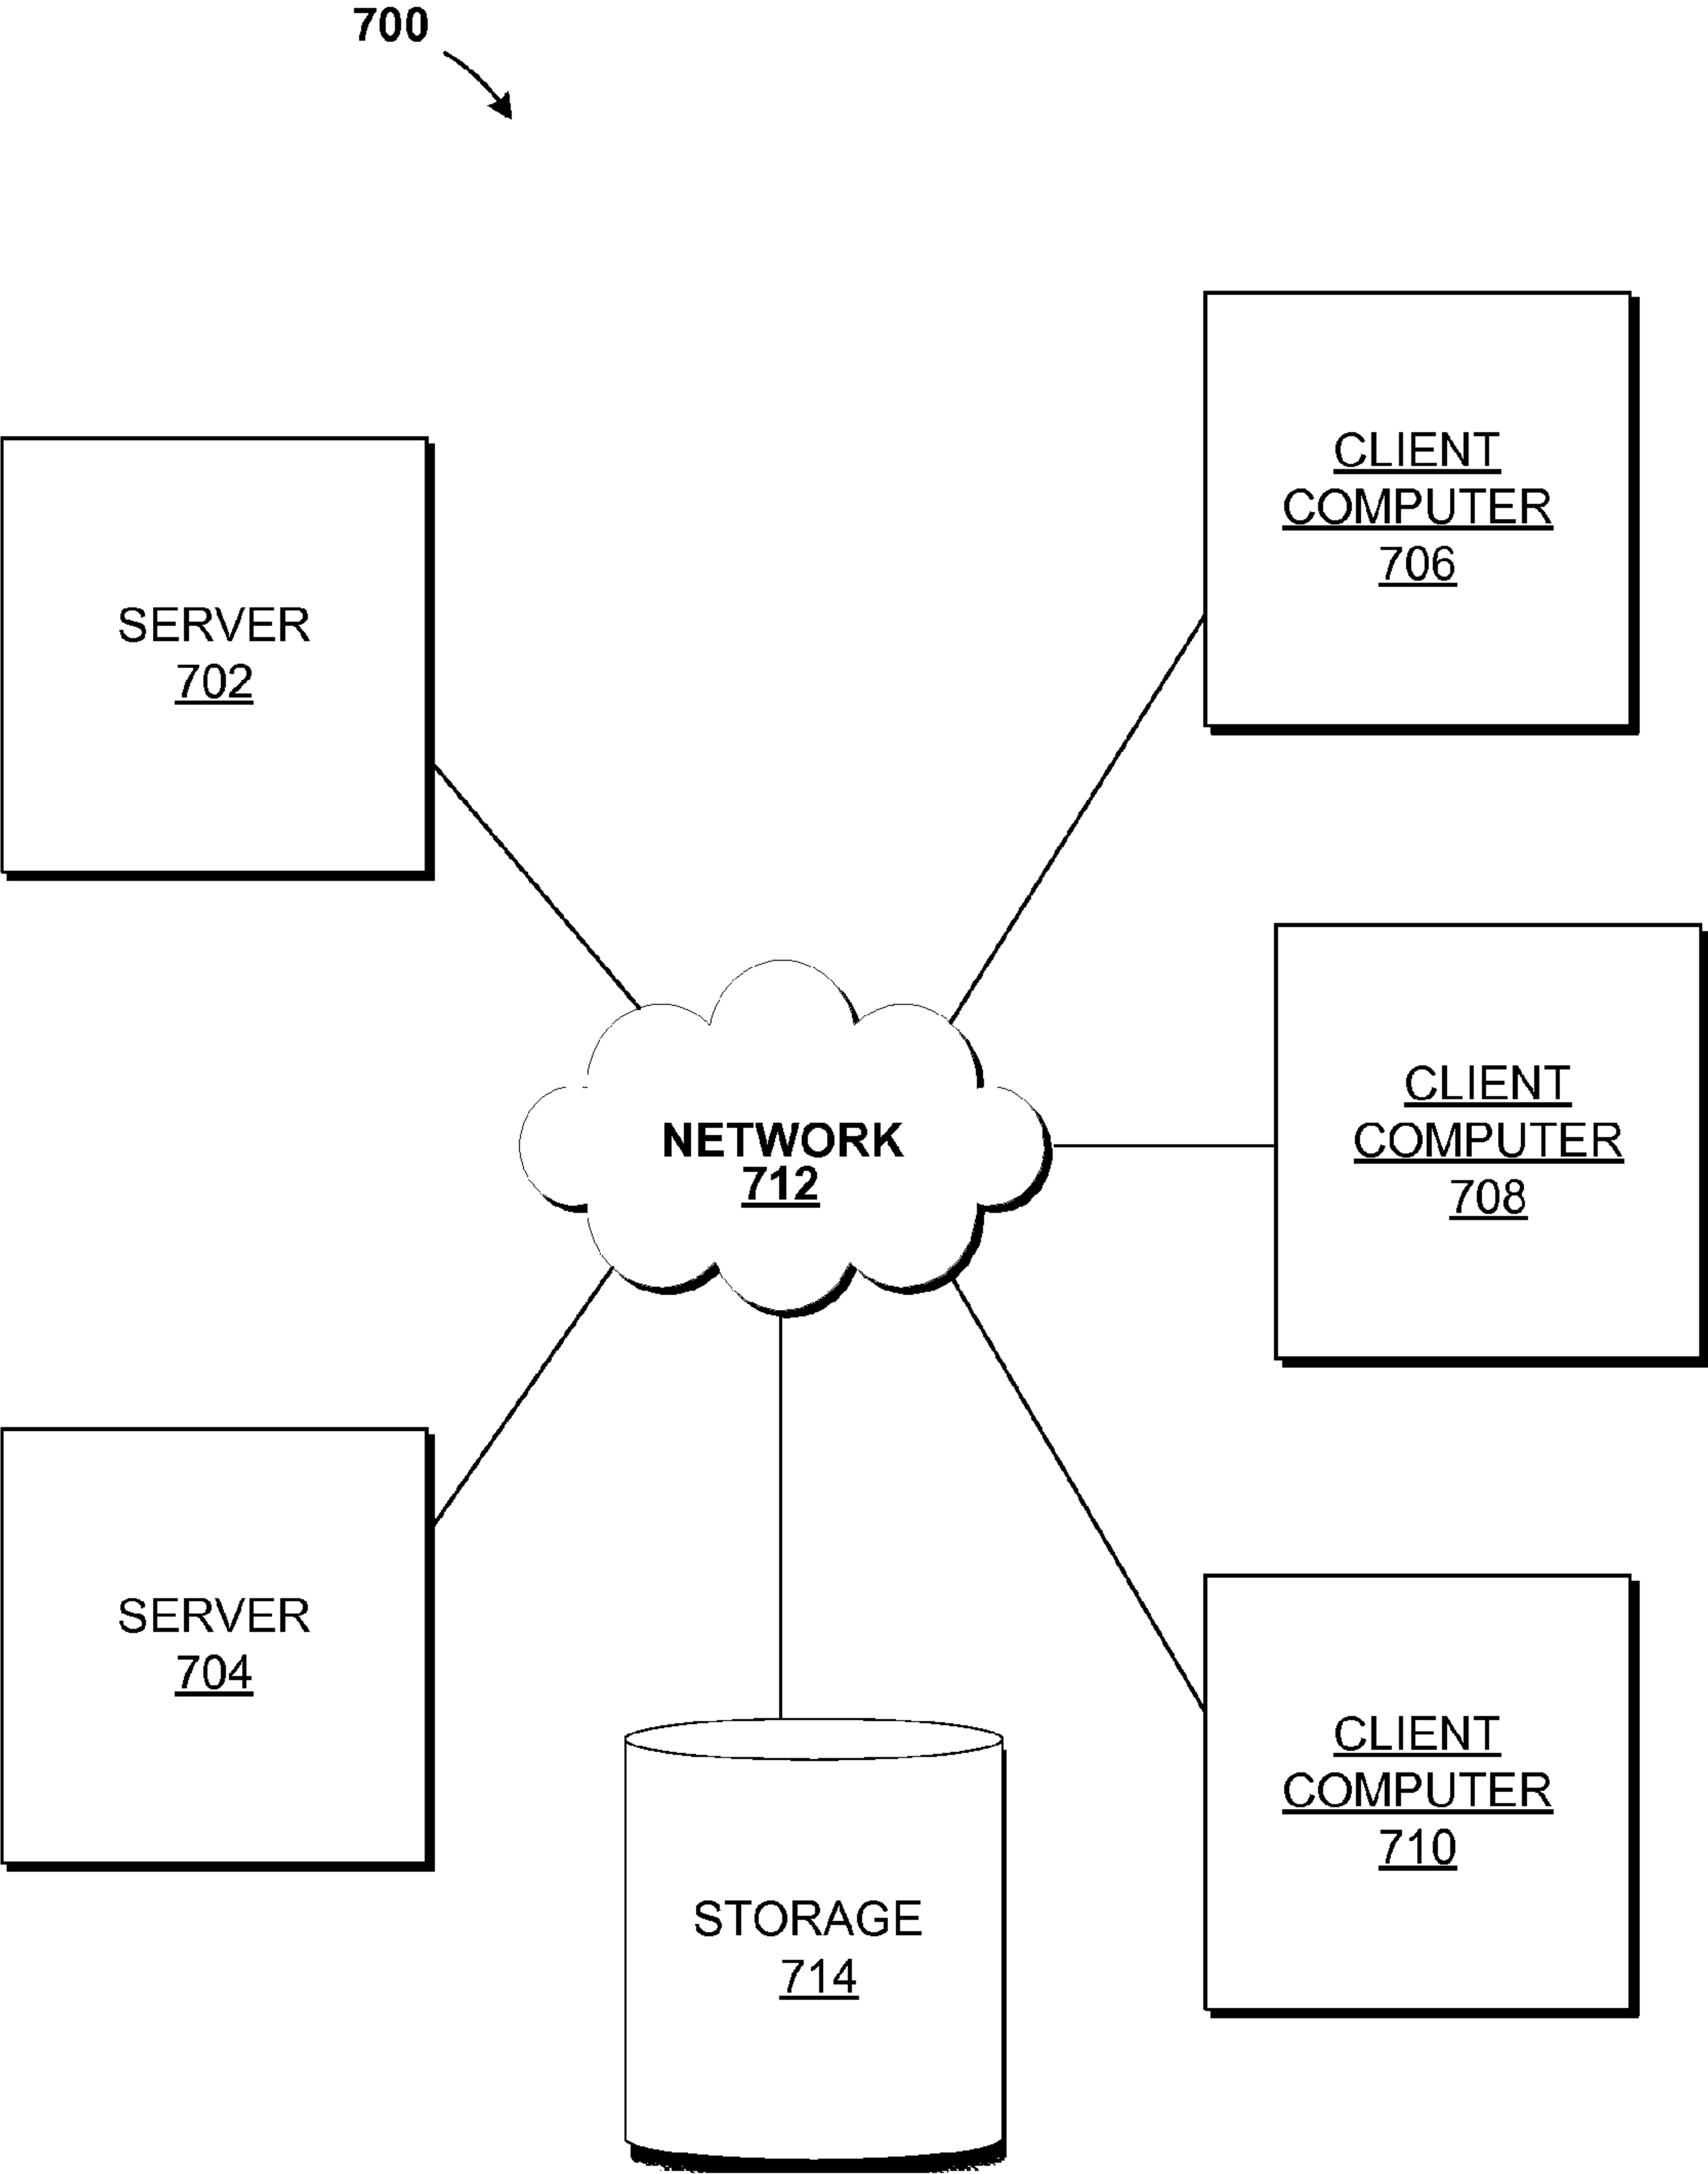 700
CLIENT
COMPUTER
706
SERVER
702
CLIENT
COMPUTER
708
NETWORK
712
SERVER
704
CLIENT
COMPUTER
710
STORAGE
714